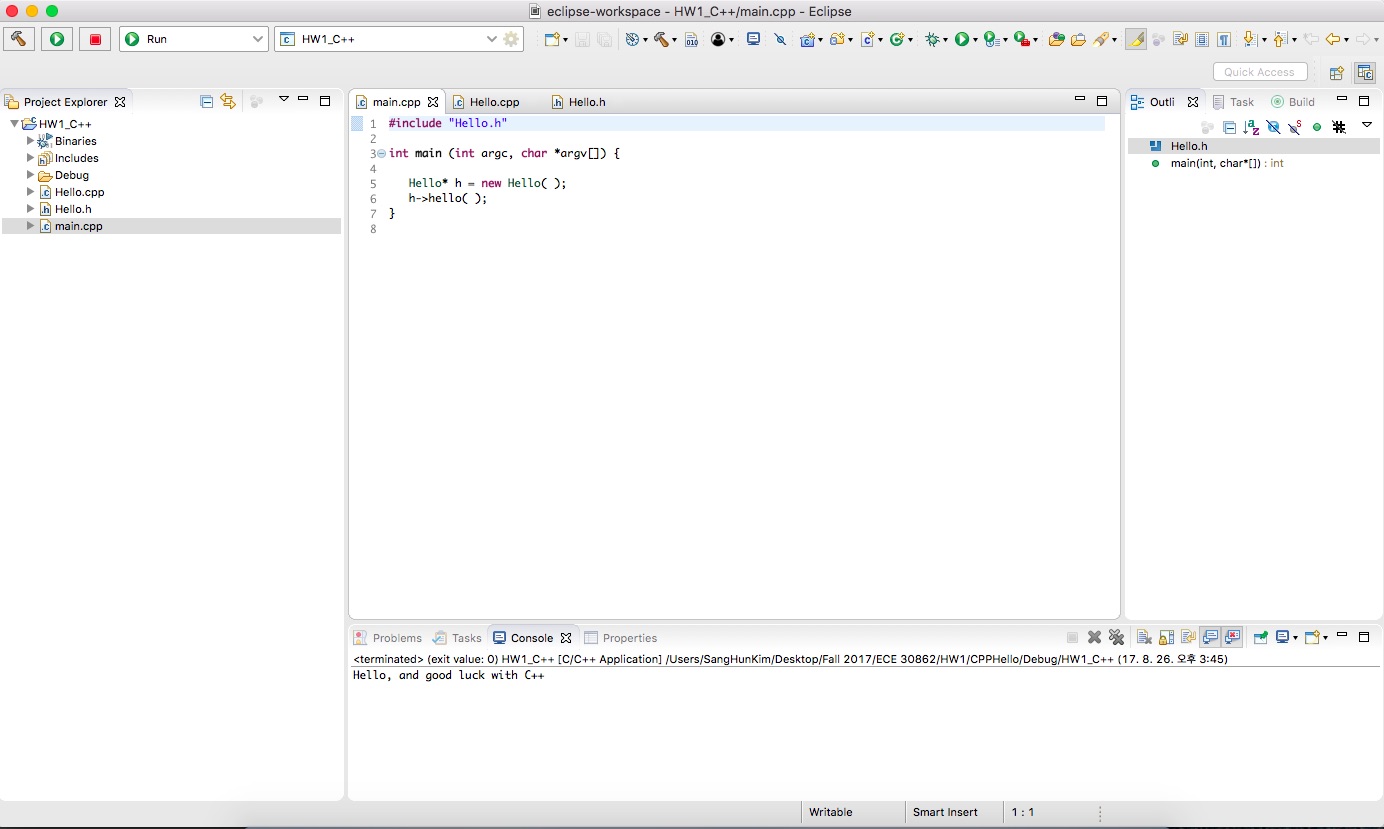 eclipse-workspace - HW1_C++/main.cpp - Eclipse
Run
HW1_C++
Quick Access
Project Explorer
HW1_C++
Binaries
Includes
Debug
Hello.cpp
Hello.h
main.cpp
main.cpp Hello.cpp Hello.h
1 #include "Hello.h"
2
3 int main (int argc, char *argv[]) {
4
5 Hello* h = new Hello( );
6 h->hello( );
7 }
8
Outli Task Build
Hello.h
main(int, char*[]) : int
Problems Tasks Console Properties
<terminated> (exit value: 0) HW1_C++ [C/C++ Application] /Users/SangHunKim/Desktop/Fall 2017/ECE 30862/HW1/CPPHello/Debug/HW1_C++ (17. 8. 26. 오후 3:45)
Hello, and good luck with C++
Writable Smart Insert 1 : 1